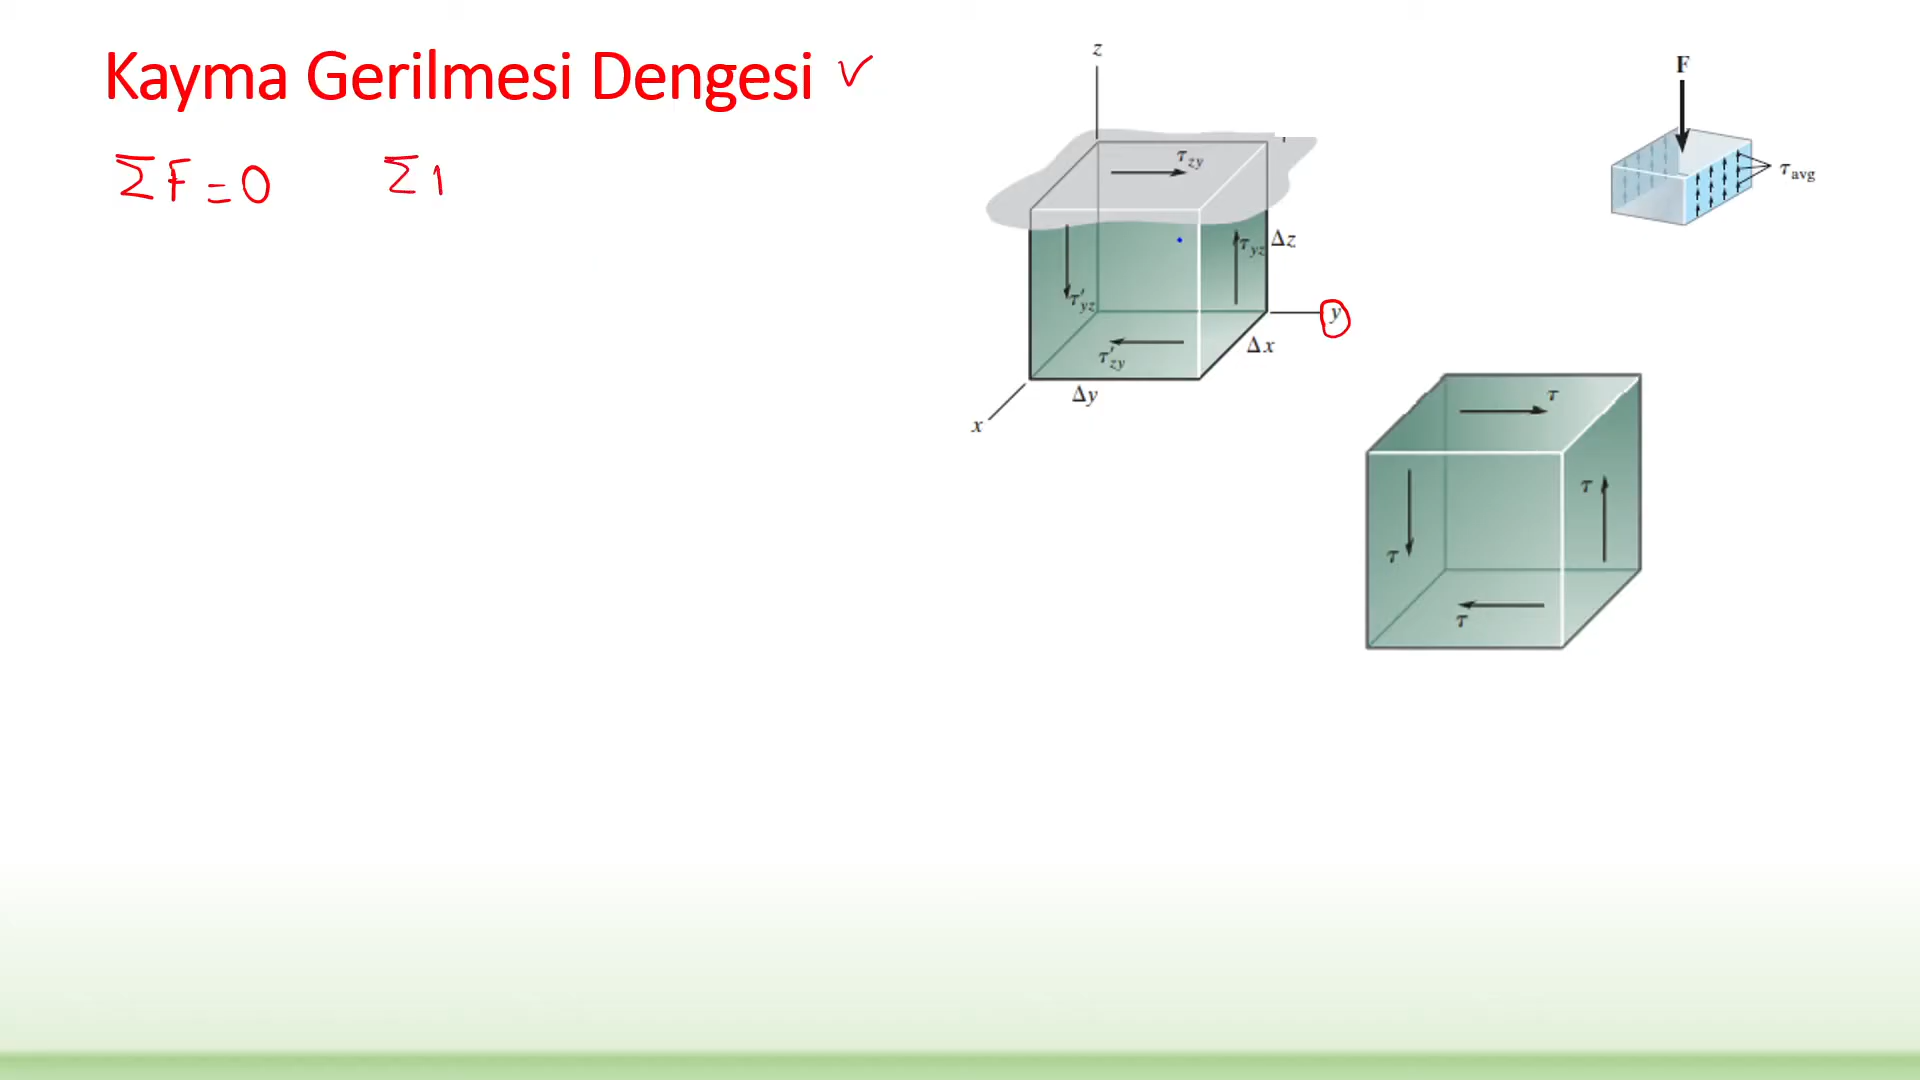 Kayma Gerilmesi Dengesi ✓
ΣF=0 Σ1
z
τzy
τyz Δz
τ'yz
y
τ'zy
Δx
Δy
x
F
τavg
τ
τ
τ
τ